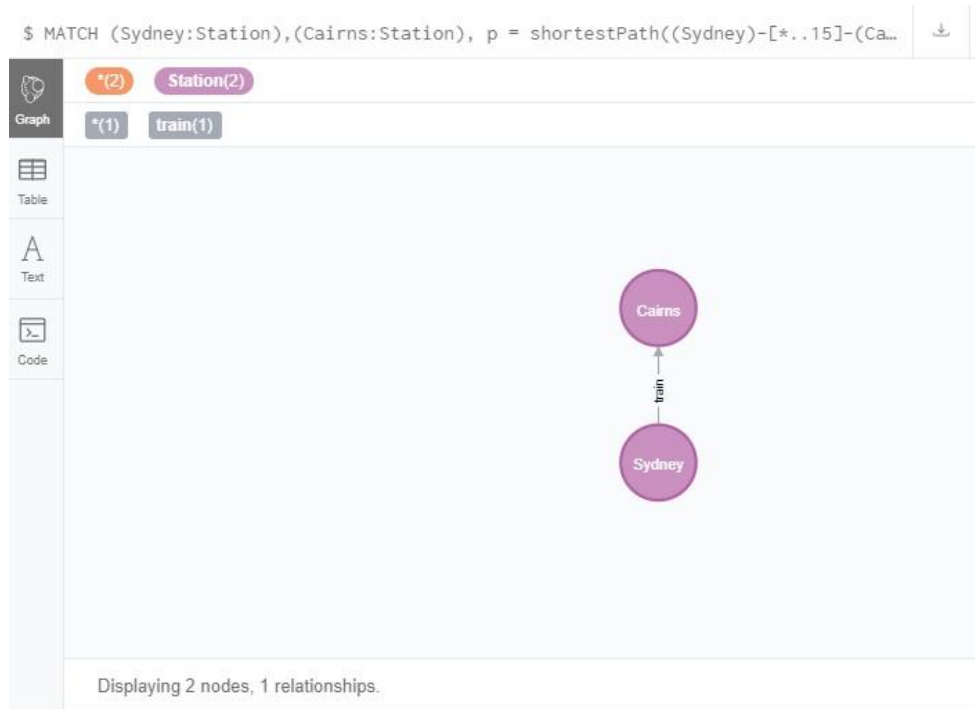 $ MATCH (Sydney:Station),(Cairns:Station), p = shortestPath((Sydney)-[*..15]-(Ca…
*(2) Station(2)
Graph
*(1) train(1)
Table
A
Text
Code
Cairns
train
Sydney
Displaying 2 nodes, 1 relationships.